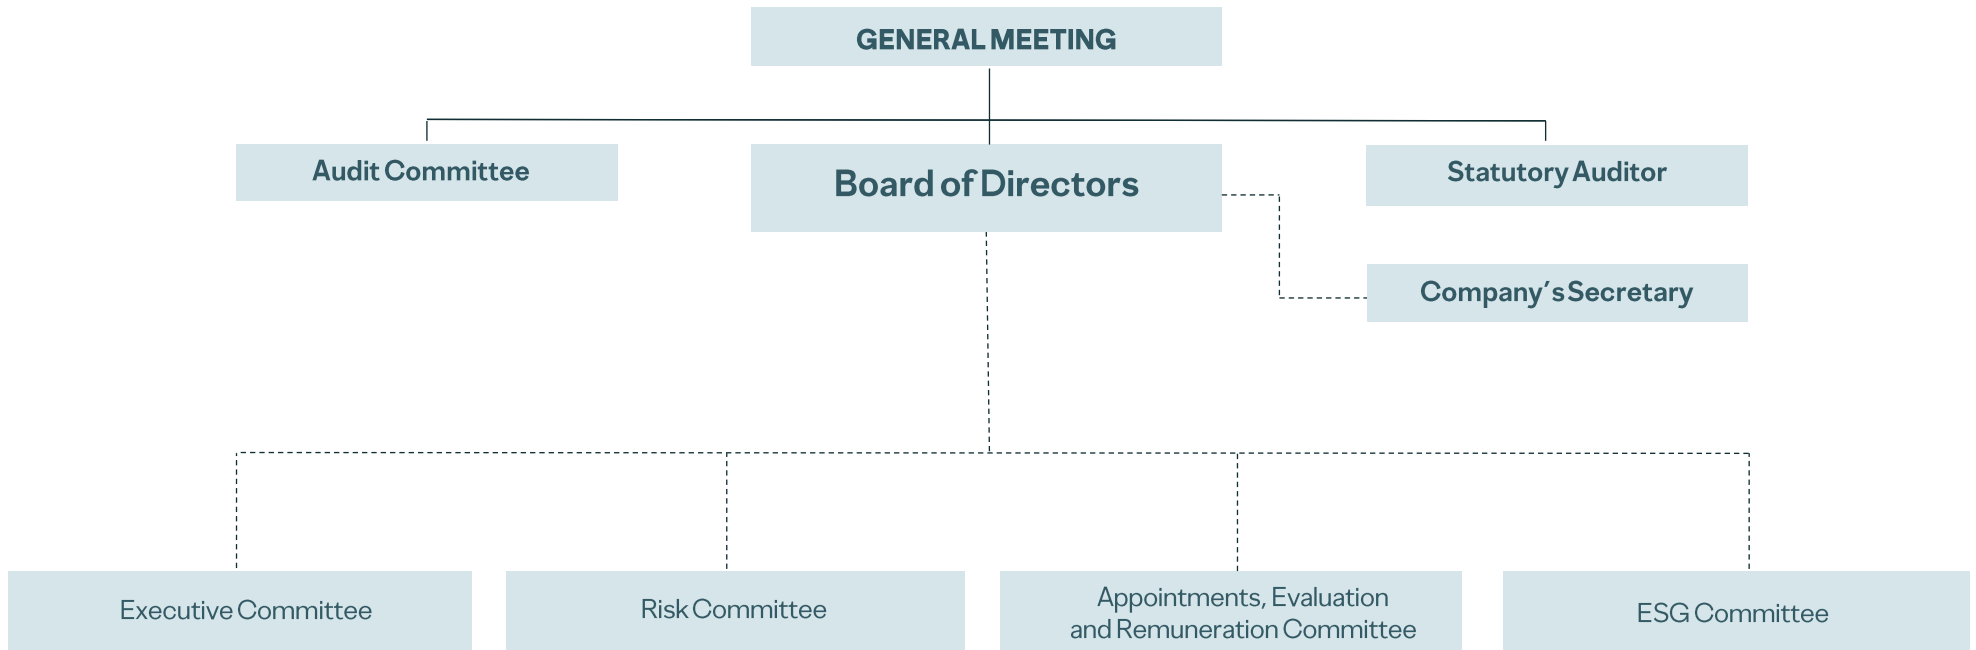 GENERAL MEETING
Audit Committee
Board of Directors
Statutory Auditor
Company's Secretary
Executive Committee
Risk Committee
Appointments, Evaluation
and Remuneration Committee
ESG Committee